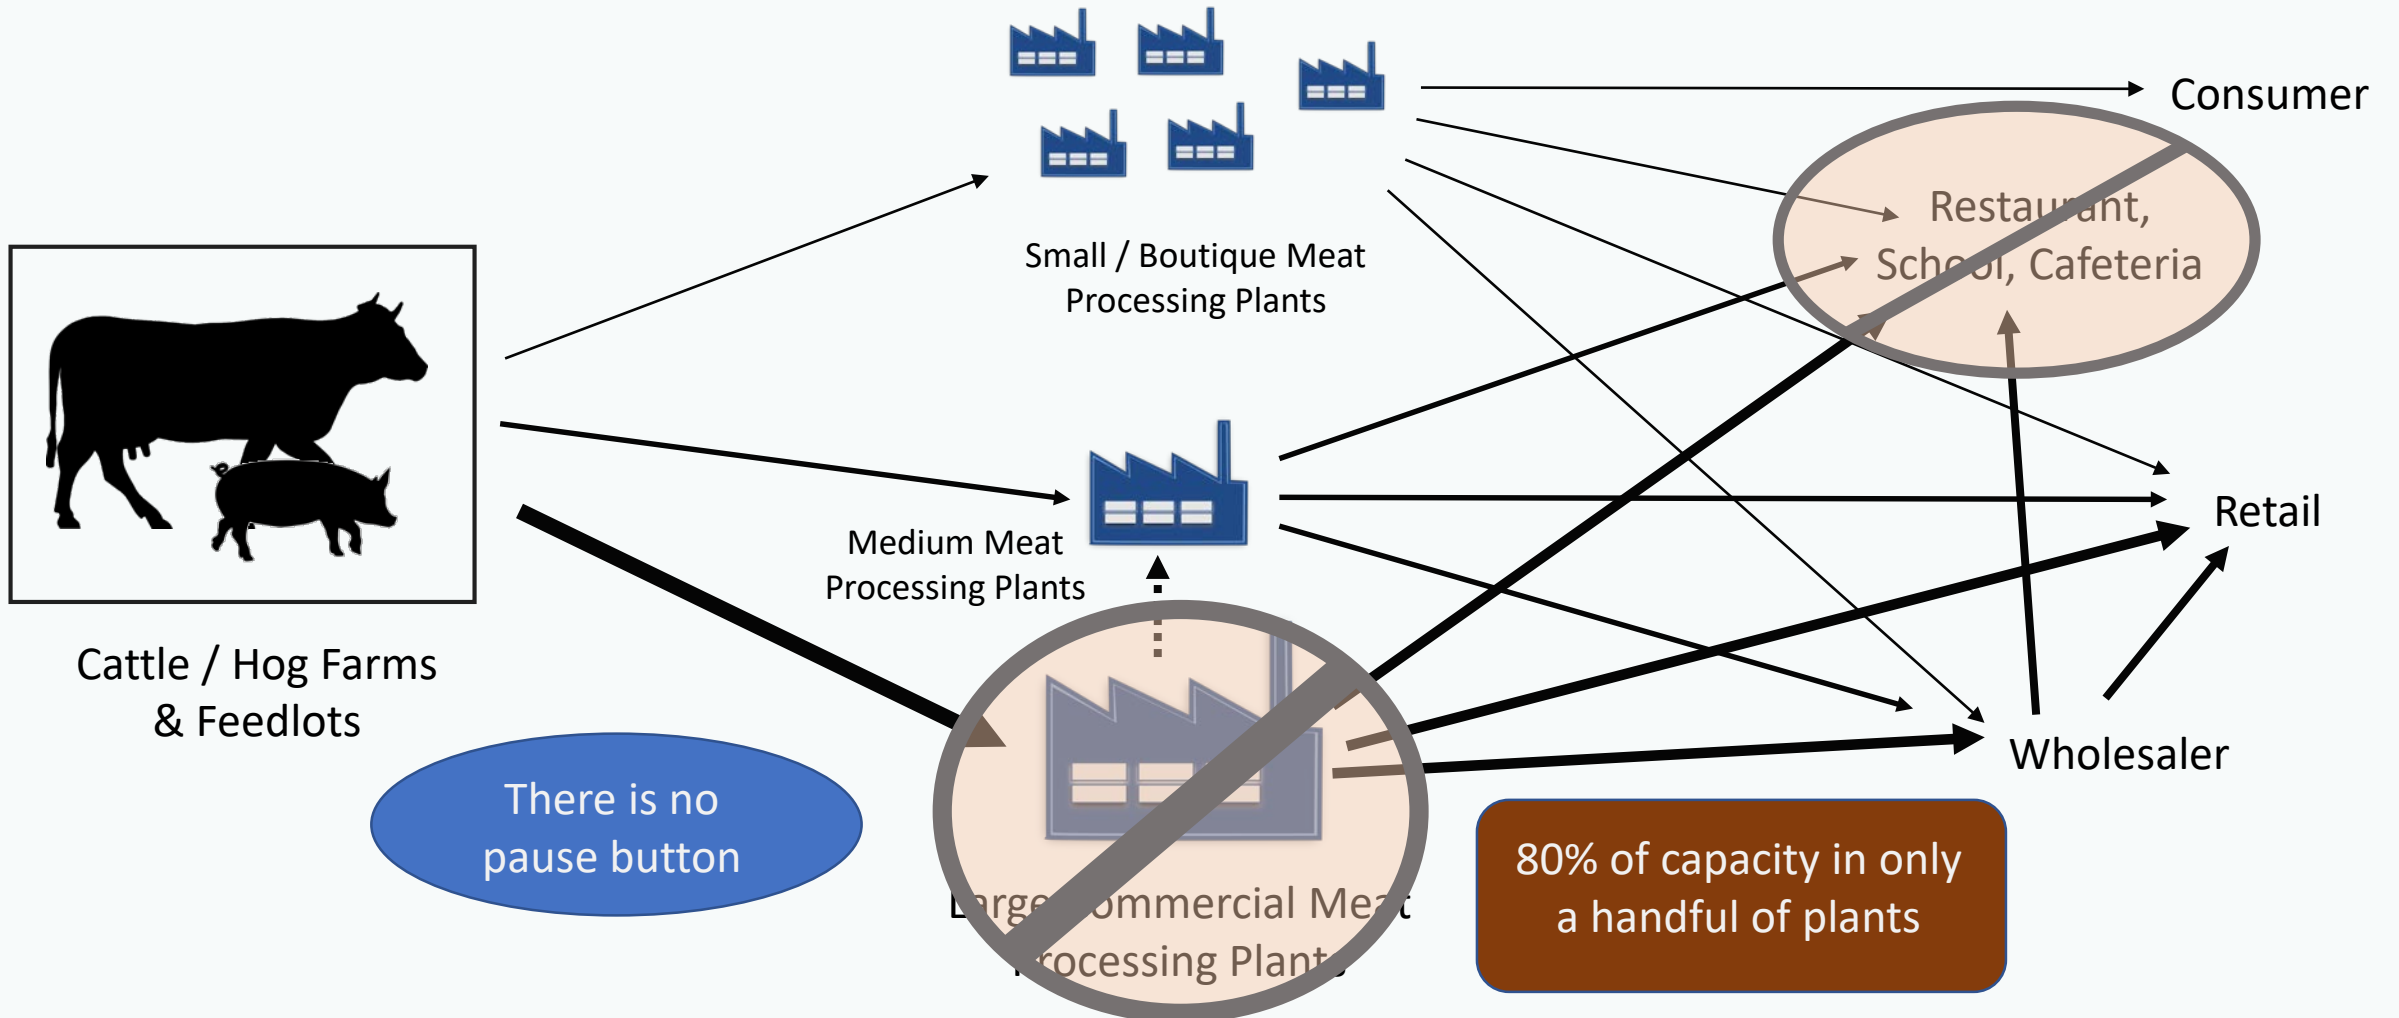 Consumer
Restaurant,
School, Cafeteria
Small / Boutique Meat
Processing Plants
Retail
Medium Meat
Processing Plants
Cattle / Hog Farms
& Feedlots
Wholesaler
There is no
pause button
80% of capacity in only
a handful of plants
Large Commercial Meat
Processing Plants